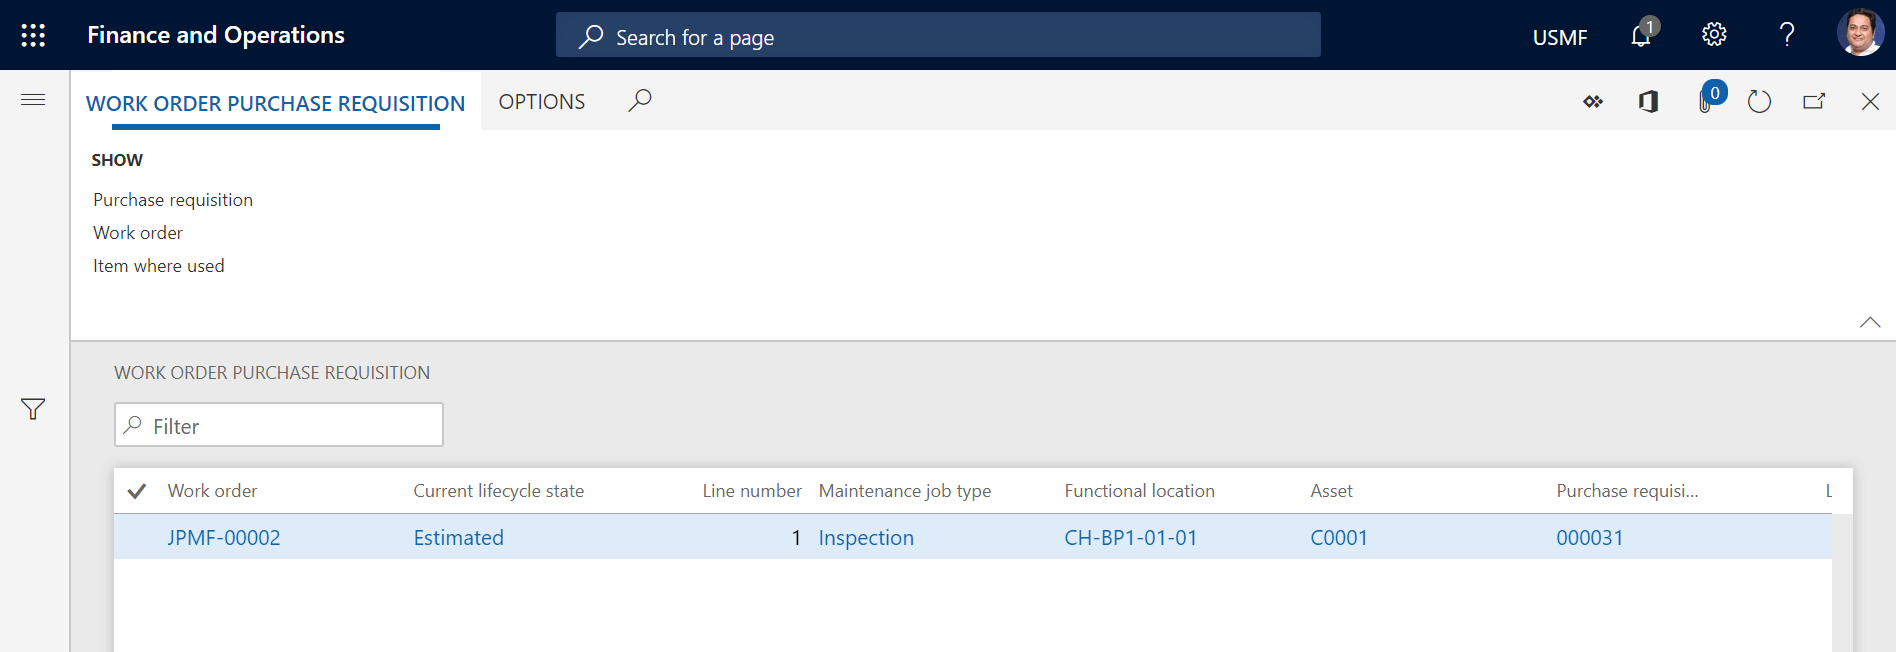 Finance and Operations
Search for a page
USMF
1
?
WORK ORDER PURCHASE REQUISITION
OPTIONS
0
SHOW
Purchase requisition
Work order
Item where used
WORK ORDER PURCHASE REQUISITION
Filter
Work order Current lifecycle state Line number Maintenance job type Functional location Asset Purchase requisi... L
JPMF-00002 Estimated 1 Inspection CH-BP1-01-01 C0001 000031